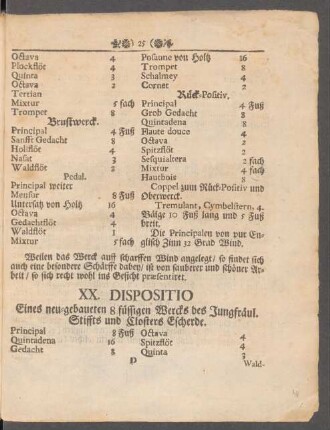 25
Octava 4
Plockflöt 4
Quinta 3
Octava 2
Tertian
Mixtur 5 fach
Trompet 8
Brustwerck.
Principal 4 Fuß
Sanfft Gedacht 8
Holtzflöt 4
Nasat 3
Waldflöt 2
Pedal.
Principal weiter
Mensur 8 Fuß
Untersatz von Holtz 16
Octava 4
Gedachtflöt 4
Waldflöt 1
Mixtur 5 fach
Posaune von Holtz 16
Trompet 8
Schalmey 4
Cornet 2
Rück-Positiv.
Principal 4 Fuß
Grob Gedacht 8
Quintadena 8
Flaute douce 4
Octava 2
Spitzflöt 2
Sesquialtera 2 fach
Mixtur 4 fach
Hautbois 8
Coppel zum Rück-Positiv und
Oberwerck.
Tremulant, Cymbelstern, 4.
Bälge 10 Fuß lang und 5 Fuß
breit.
Die Principalen von pur En-
glisch Zinn 32 Grad Wind.
Weilen das Werck auff scharffen Wind angelegt/ so findet sich
auch eine besondere Schärffe dabey/ ist von sauberer und schöner Ar-
beit/ so sich recht wohl ins Gesicht præsentiret.
XX. DISPOSITIO
Eines neu-gebaueten 8 füssigen Wercks des Jungfräul.
Stiffts und Closters Escherde.
Principal 8 Fuß
Quintadena 16
Gedacht 8
Octava 4
Spitzflöt 4
Quinta 3
D
Wald-